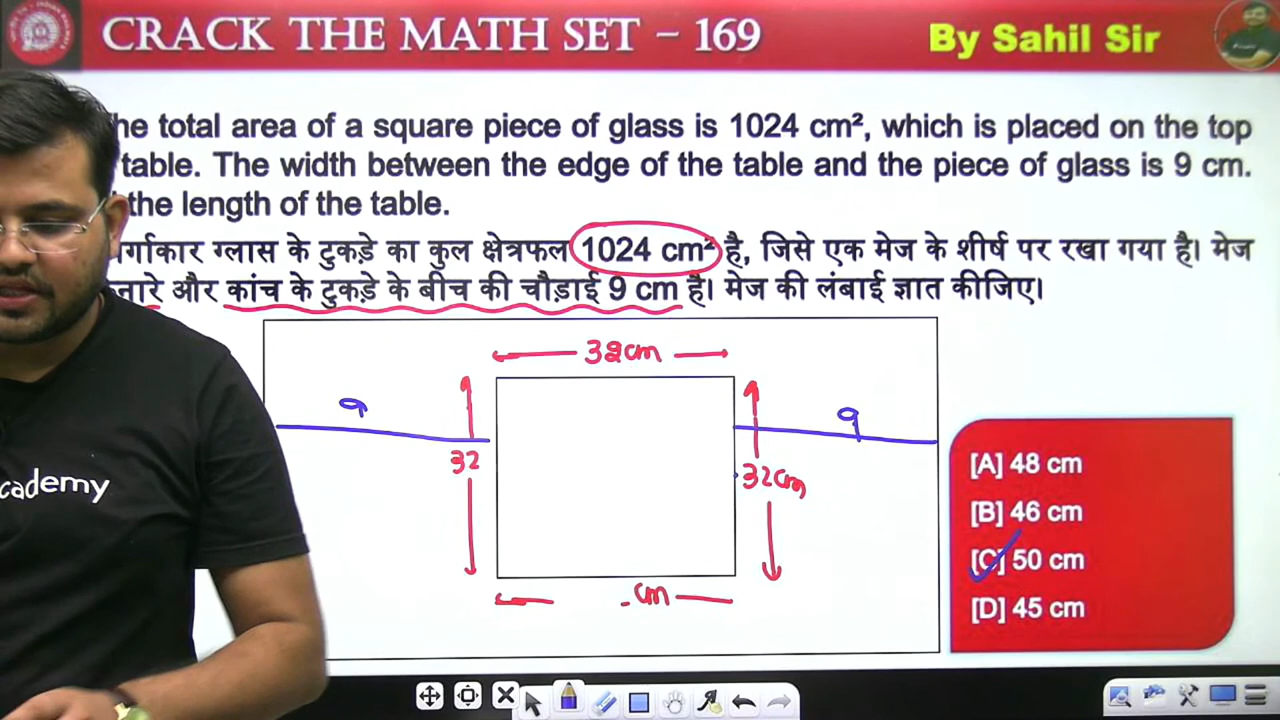 CRACK THE MATH SET – 169
By Sahil Sir
he total area of a square piece of glass is 1024 cm², which is placed on the top
table. The width between the edge of the table and the piece of glass is 9 cm.
the length of the table.
र्गाकार ग्लास के टुकड़े का कुल क्षेत्रफल 1024 cm² है, जिसे एक मेज के शीर्ष पर रखा गया है। मेज
नारे और कांच के टुकड़े के बीच की चौड़ाई 9 cm है। मेज की लंबाई ज्ञात कीजिए।
32cm
9
9
32
32cm
cm
[A] 48 cm
[B] 46 cm
[C] 50 cm
[D] 45 cm
cademy